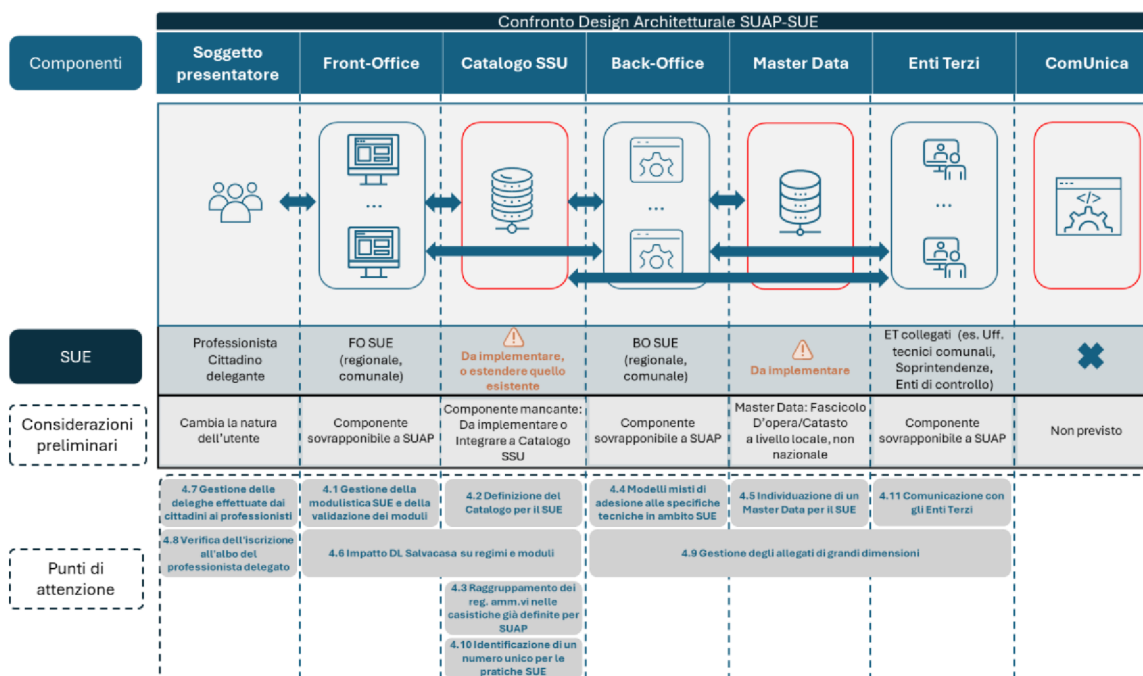 Confronto Design Architetturale SUAP-SUE
Componenti
Soggetto
presentatore
Front-Office
Catalogo SSU
Back-Office
Master Data
Enti Terzi
ComUnica
...
...
...
SUE
Professionista
Cittadino
delegante
FO SUE
(regionale,
comunale)
Da implementare,
o estendere quello
esistente
BO SUE
(regionale,
comunale)
Da implementare
ET collegati (es. Uff.
tecnici comunali,
Soprintendenze,
Enti di controllo)
Considerazioni
preliminari
Cambia la natura
dell'utente
Componente
sovrapponibile a SUAP
Componente mancante:
Da implementare o
Integrare a Catalogo
SSU
Componente
sovrapponibile a SUAP
Master Data: Fascicolo
D'opera/Catasto
a livello locale, non
nazionale
Componente
sovrapponibile a SUAP
Non previsto
Punti di
attenzione
4.7 Gestione delle
deleghe effettuate dai
cittadini ai professionisti
4.1 Gestione della
modulistica SUE e della
validazione dei moduli
4.2 Definizione del
Catalogo per il SUE
4.4 Modelli misti di
adesione alle specifiche
tecniche in ambito SUE
4.5 Individuazione di un
Master Data per il SUE
4.11 Comunicazione con
gli Enti Terzi
4.8 Verifica dell'iscrizione
all'albo del
professionista delegato
4.6 Impatto DL Salvacasa su regimi e moduli
4.9 Gestione degli allegati di grandi dimensioni
4.3 Raggruppamento dei
reg. amm.vi nelle
casistiche già definite per
SUAP
4.10 Identificazione di un
numero unico per le
pratiche SUE